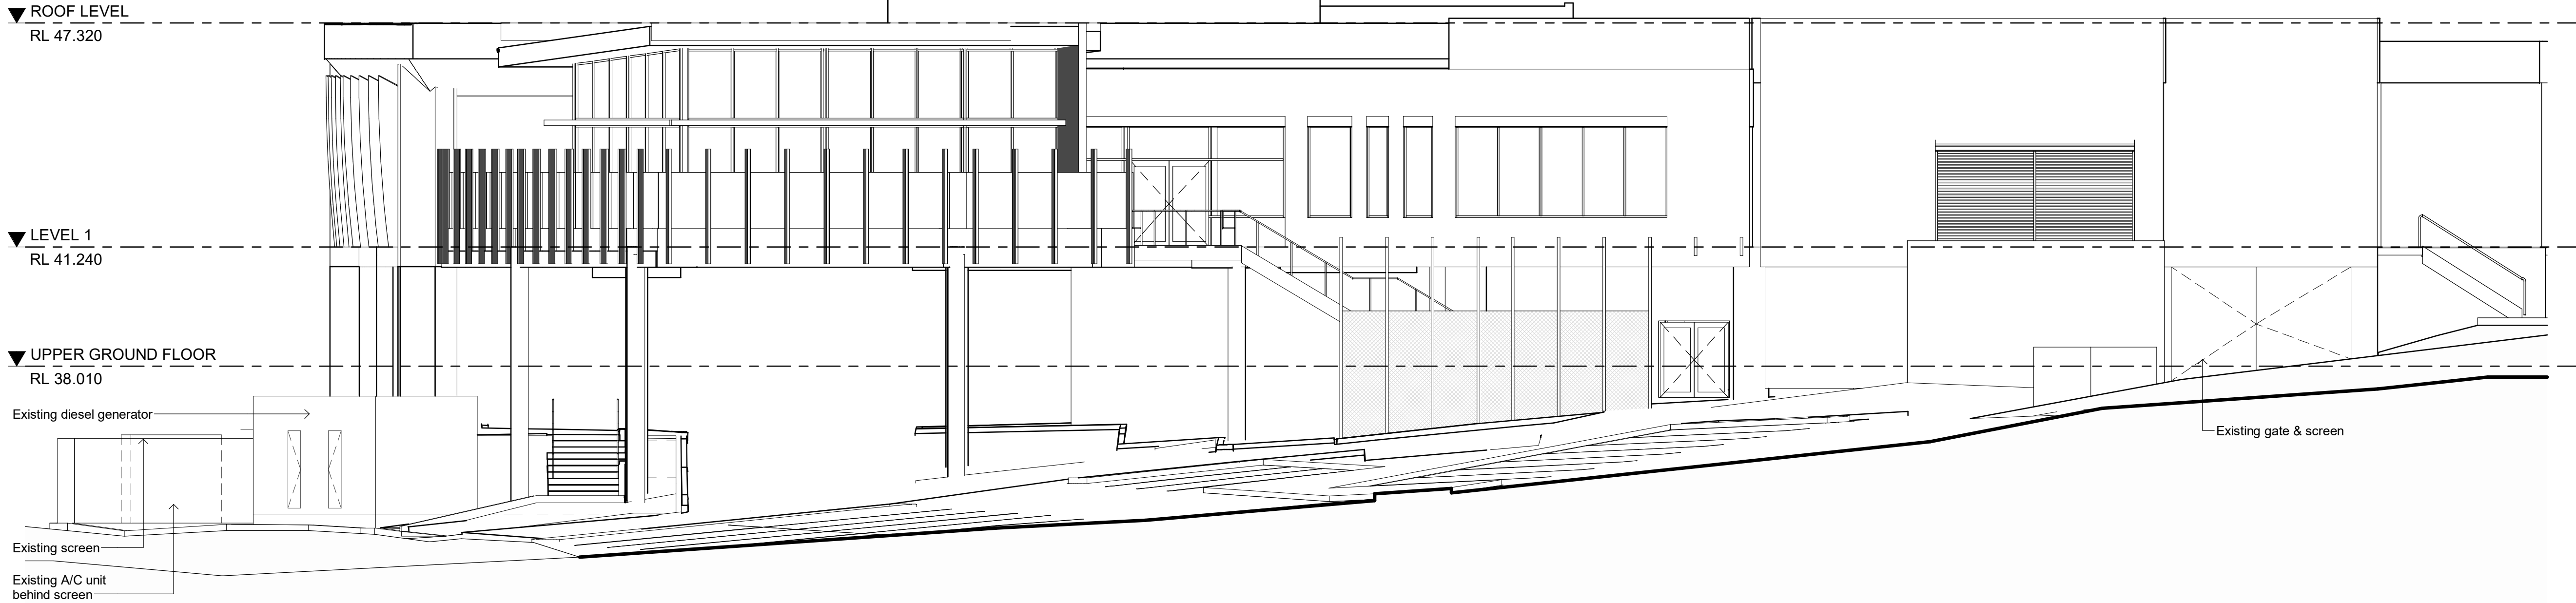 ROOF LEVEL
RL 47.320
LEVEL 1
RL 41.240
UPPER GROUND FLOOR
RL 38.010
Existing diesel generator
Existing gate & screen
Existing screen
Existing A/C unit
behind screen